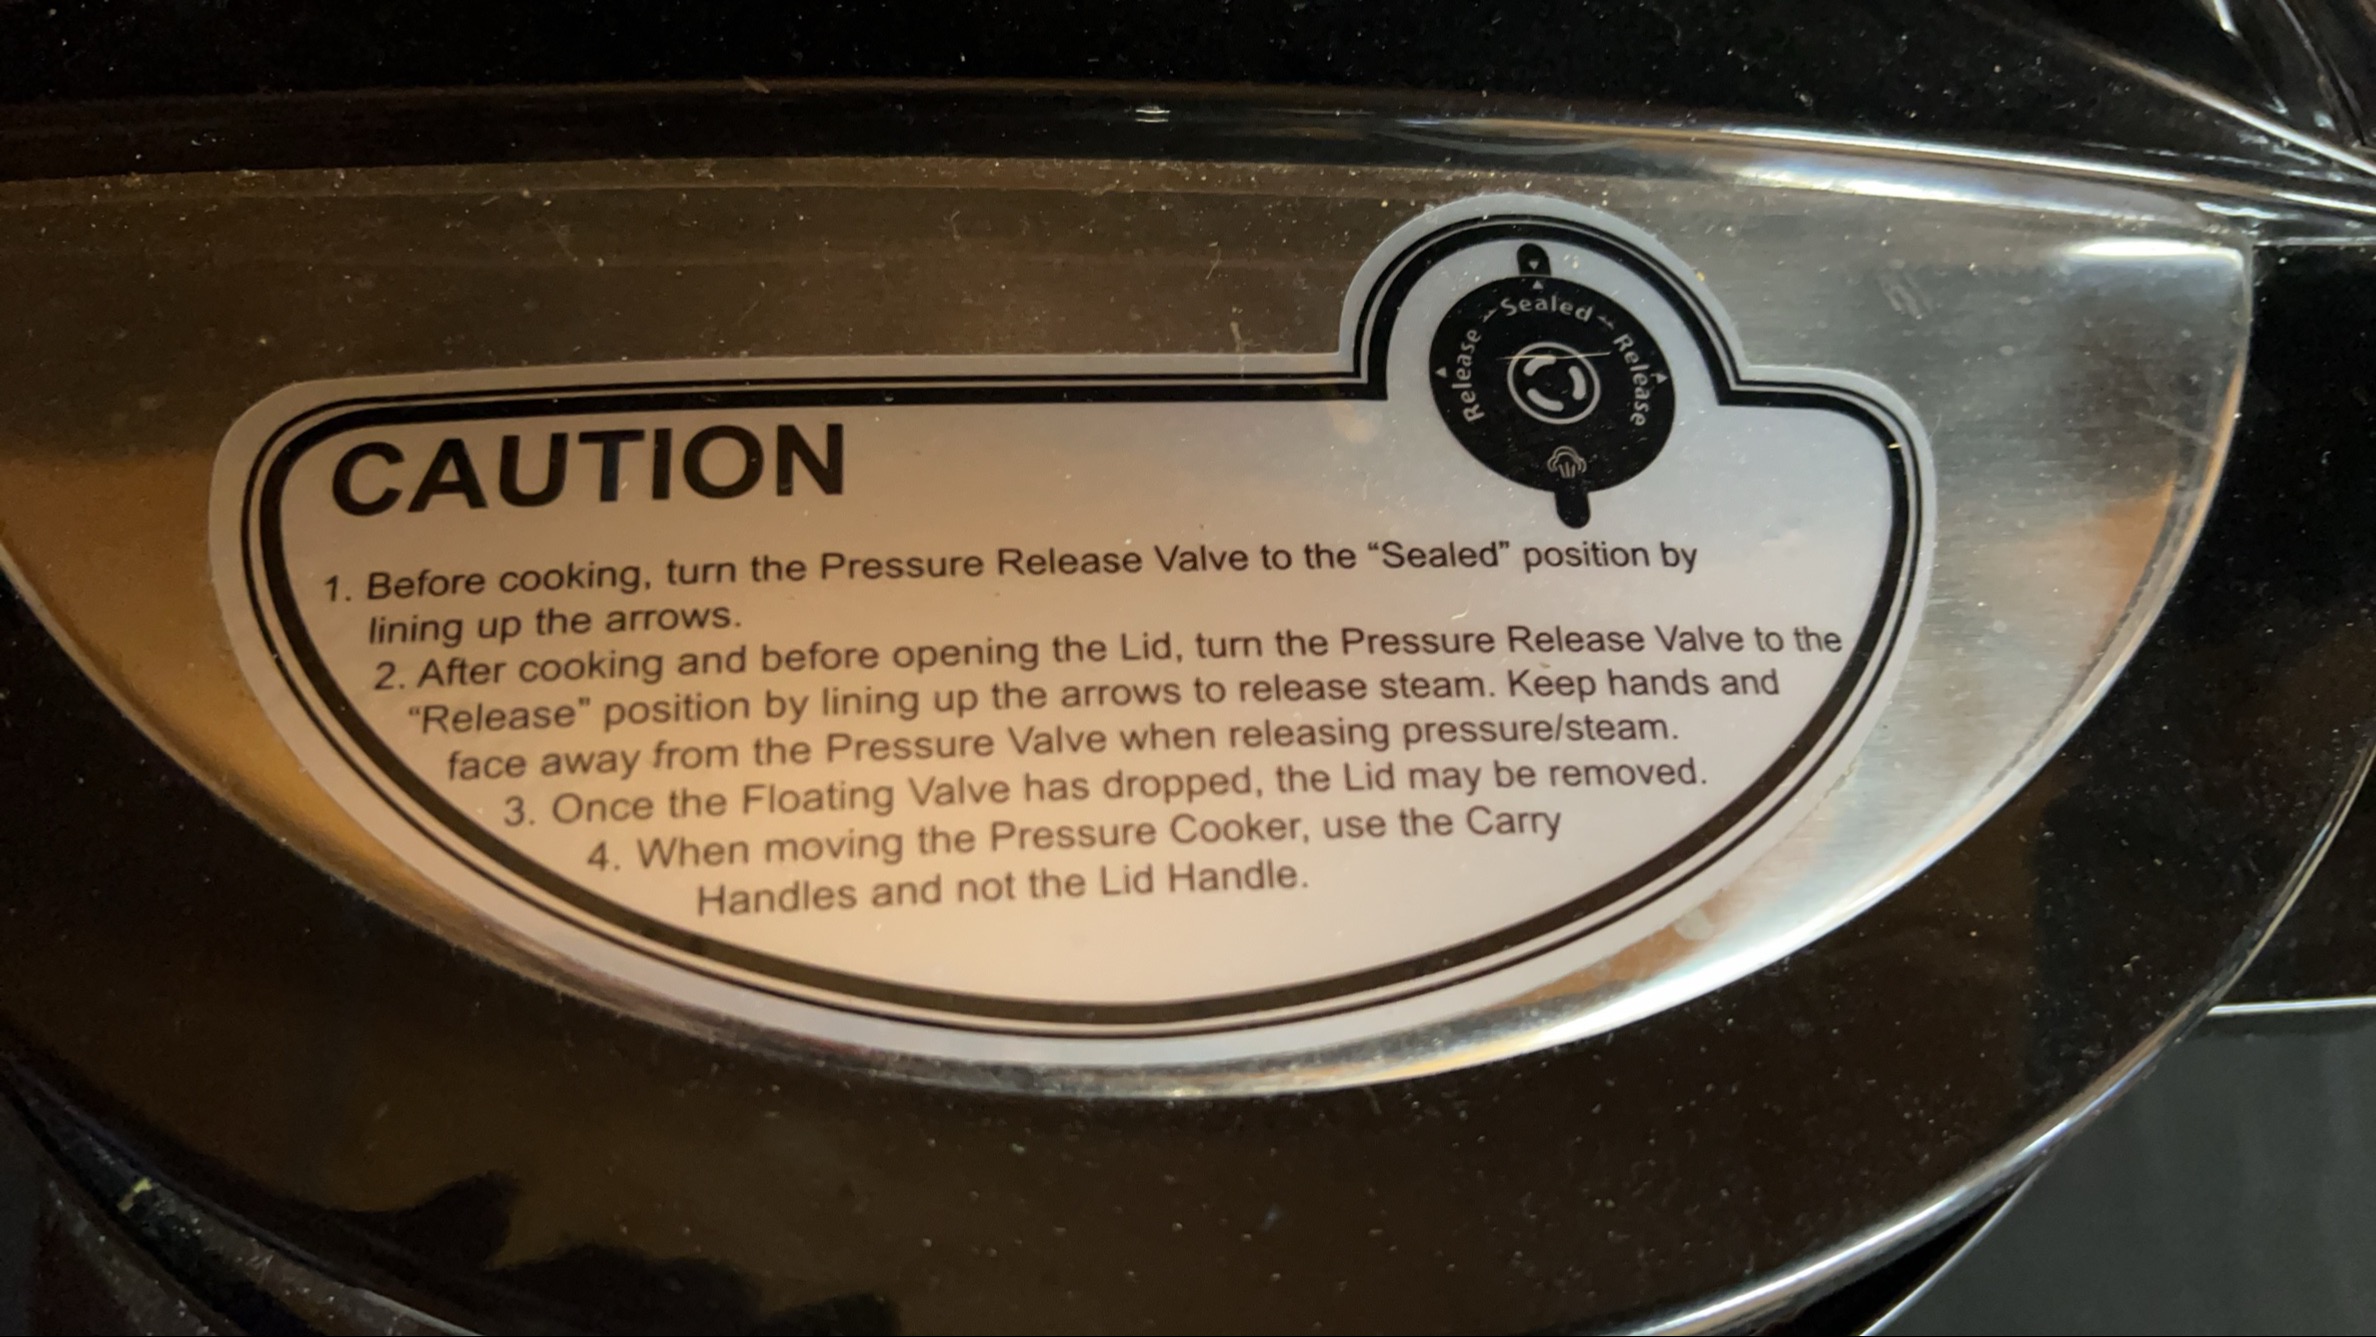 Sealed
Release
Release
CAUTION
1. Before cooking, turn the Pressure Release Valve to the “Sealed” position by
lining up the arrows.
2. After cooking and before opening the Lid, turn the Pressure Release Valve to the
“Release” position by lining up the arrows to release steam. Keep hands and
face away from the Pressure Valve when releasing pressure/steam.
3. Once the Floating Valve has dropped, the Lid may be removed.
4. When moving the Pressure Cooker, use the Carry
Handles and not the Lid Handle.